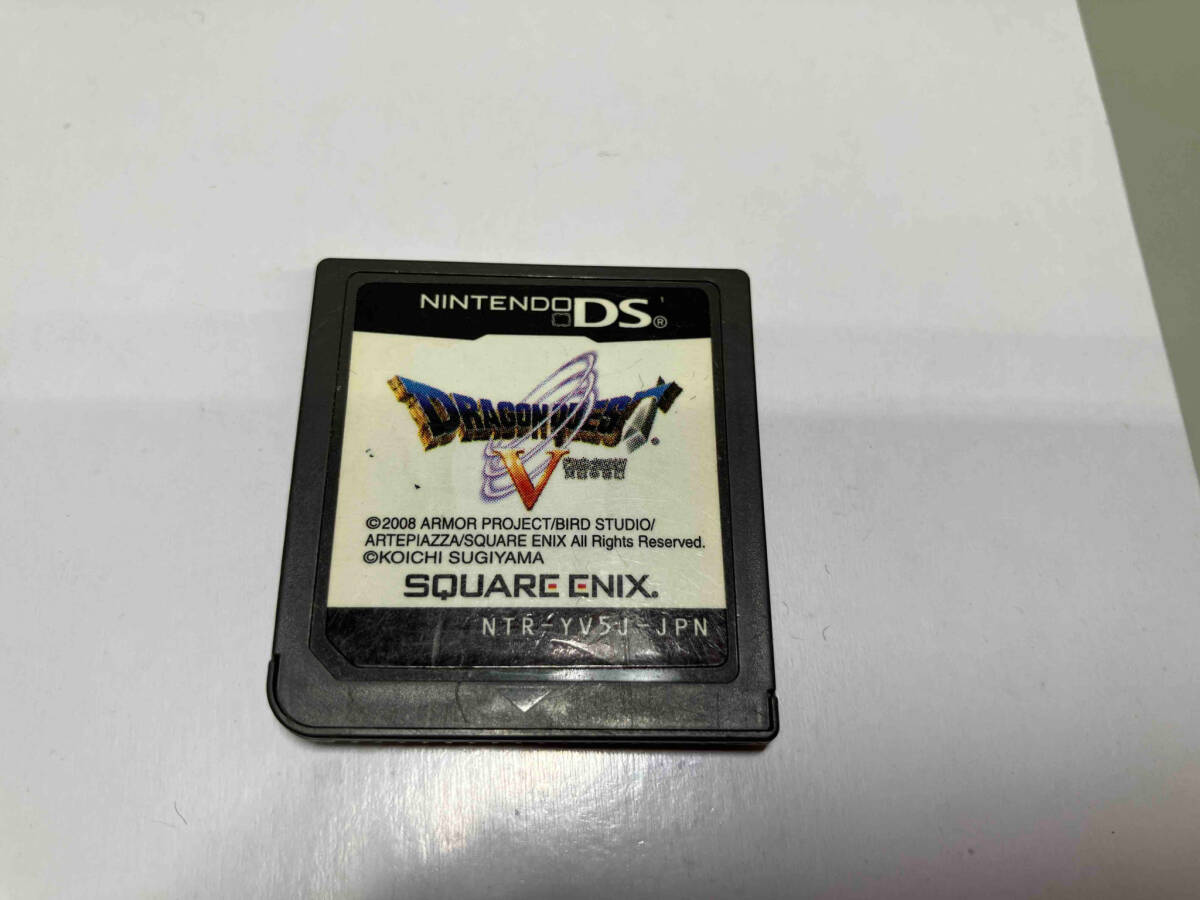 NINTENDO DS®
DRAGON QUEST®
V
©2008 ARMOR PROJECT/BIRD STUDIO/
ARTEPIAZZA/SQUARE ENIX All Rights Reserved.
©KOICHI SUGIYAMA
SQUARE ENIX.
NTR-YV5J-JPN